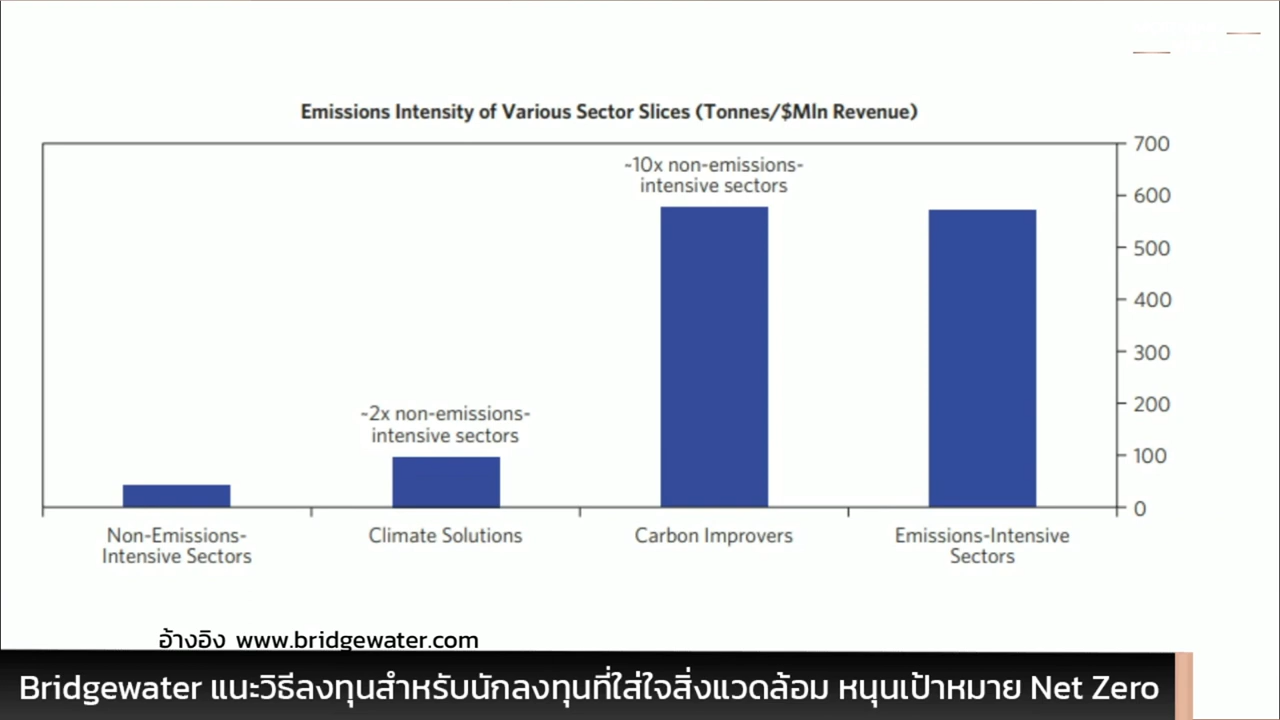 Emissions Intensity of Various Sector Slices (Tonnes/$Mln Revenue)
700
~10x non-emissions-
intensive sectors
600
500
400
300
~2x non-emissions-
intensive sectors
200
100
0
Non-Emissions-
Intensive Sectors
Climate Solutions
Carbon Improvers
Emissions-Intensive
Sectors
อ้างอิง www.bridgewater.com
Bridgewater แนะวิธีลงทุนสำหรับนักลงทุนที่ใส่ใจสิ่งแวดล้อม หนุนเป้าหมาย Net Zero